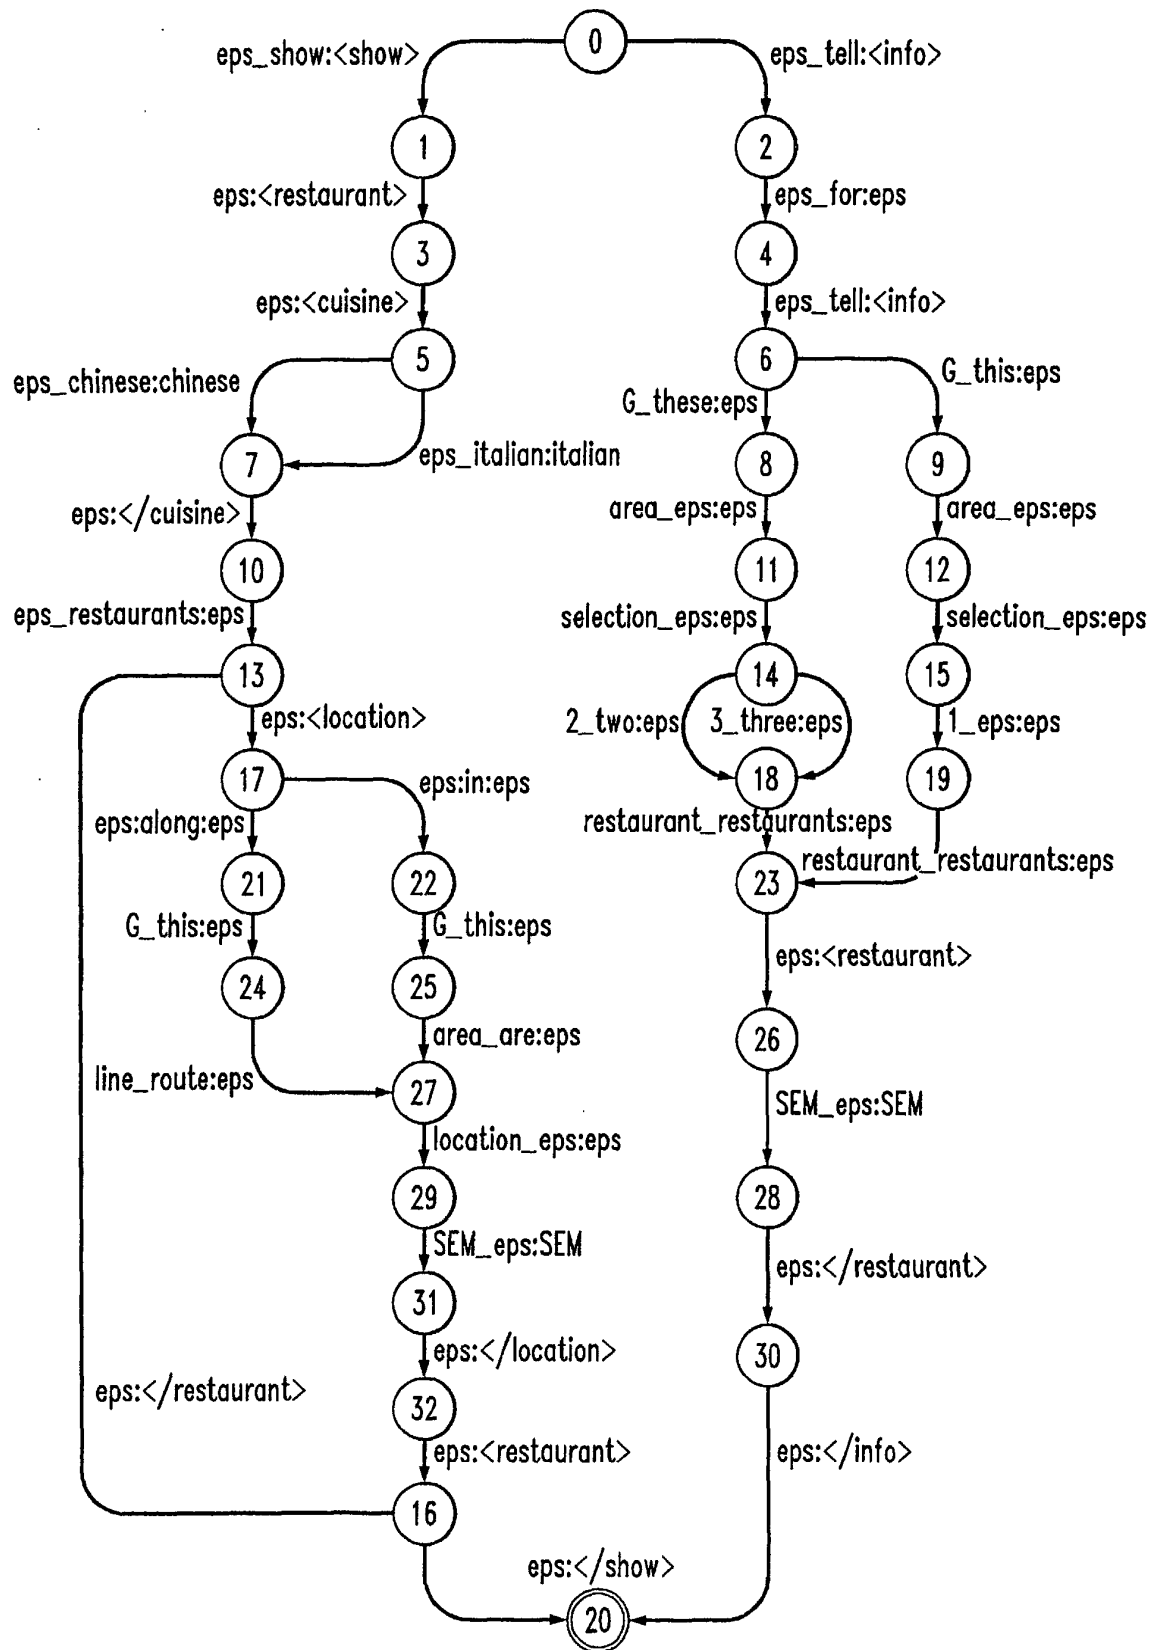 0
eps_show:<show>
eps_tell:<info>
1
2
eps:<restaurant>
eps_for:eps
3
4
eps:<cuisine>
eps_tell:<info>
5
6
eps_chinese:chinese
G_this:eps
G_these:eps
eps_italian:italian
7
8
9
eps:</cuisine>
area_eps:eps
area_eps:eps
10
11
12
eps_restaurants:eps
selection_eps:eps
selection_eps:eps
13
14
15
eps:<location>
2_two:eps
3_three:eps
1_eps:eps
17
18
19
eps:in:eps
eps:along:eps
restaurant_restaurants:eps
restaurant_restaurants:eps
21
22
23
G_this:eps
G_this:eps
eps:<restaurant>
24
25
area_are:eps
26
line_route:eps
27
SEM_eps:SEM
location_eps:eps
29
28
SEM_eps:SEM
eps:</restaurant>
31
eps:</location>
30
eps:</restaurant>
32
eps:<restaurant>
eps:</info>
16
eps:</show>
20